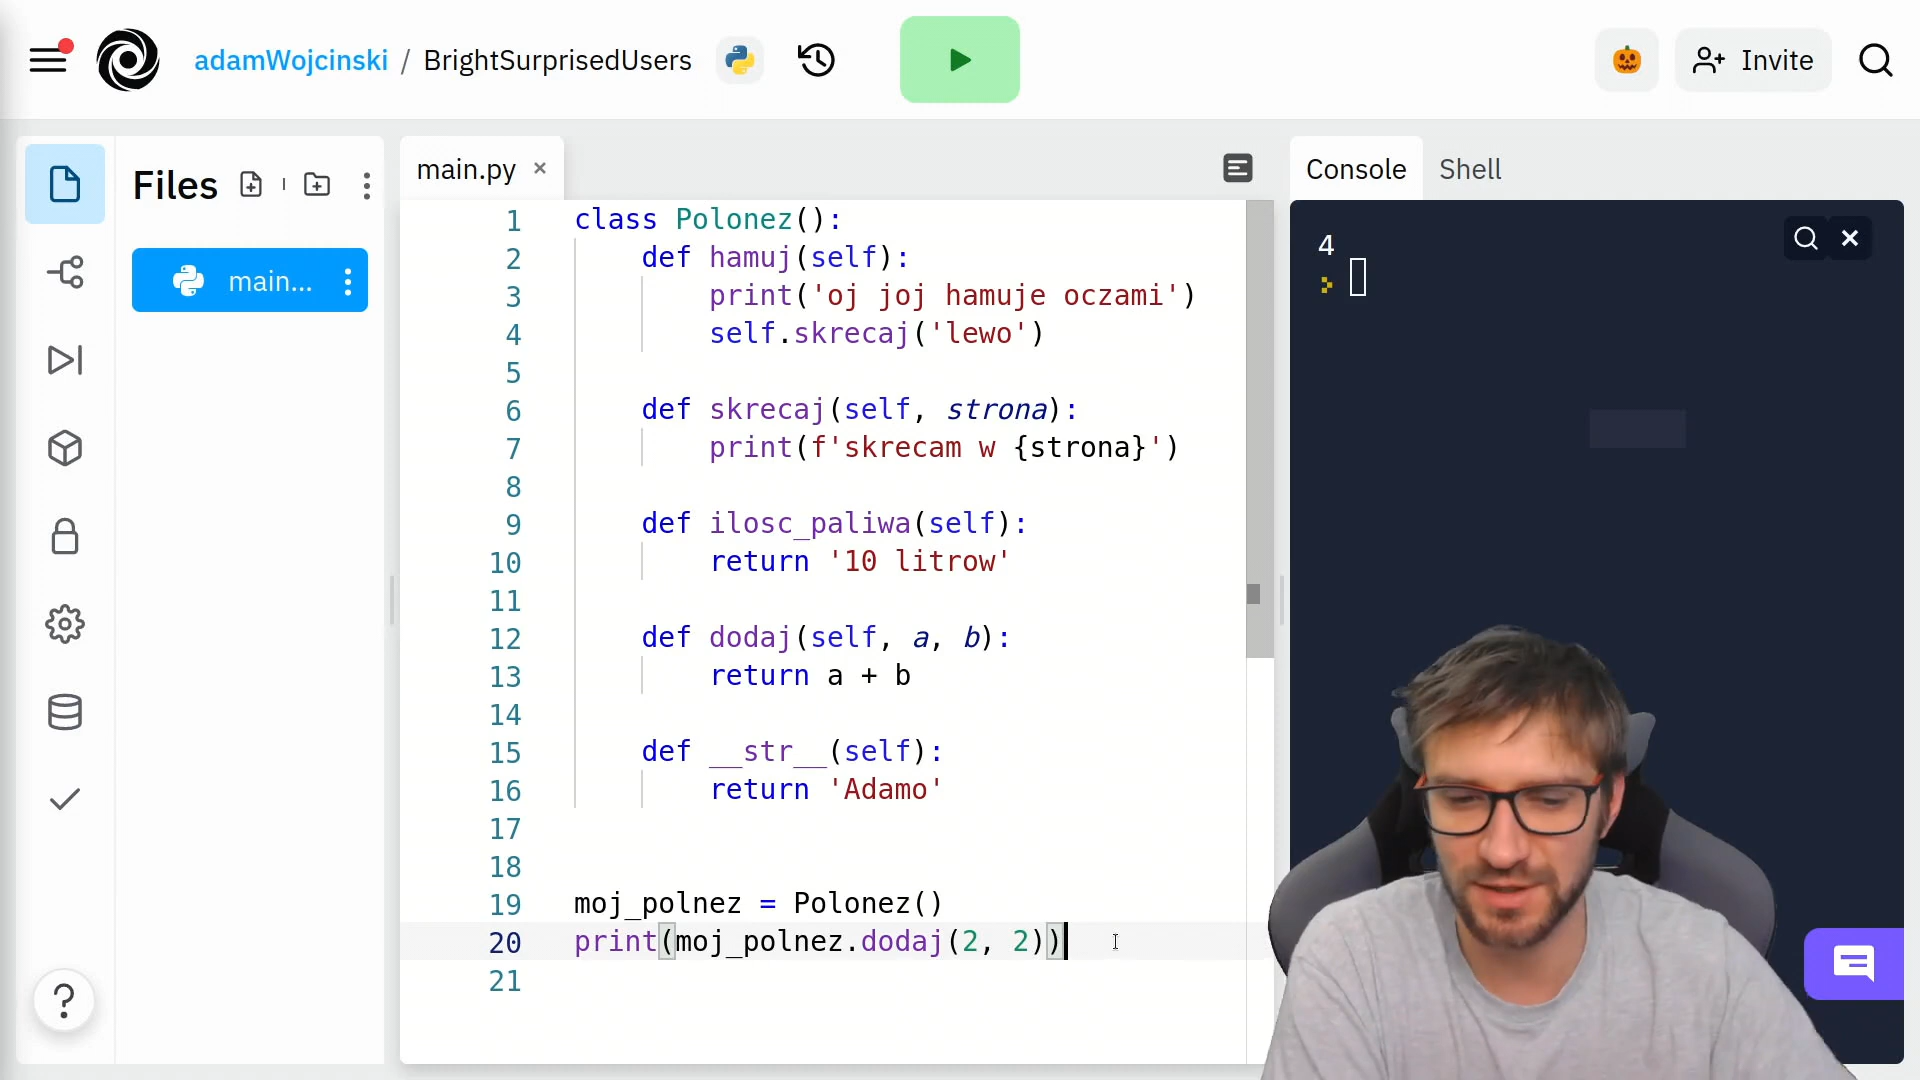 adamWojcinski / BrightSurprisedUsers
Invite
Files
main...
main.py ×
Console
Shell
1 class Polonez():
2 def hamuj(self):
3 print('oj joj hamuje oczami')
4 self.skrecaj('lewo')
5
6 def skrecaj(self, strona):
7 print(f'skrecam w {strona}')
8
9 def ilosc_paliwa(self):
10 return '10 litrow'
11
12 def dodaj(self, a, b):
13 return a + b
14
15 def __str__(self):
16 return 'Adamo'
17
18
19 moj_polnez = Polonez()
20 print(moj_polnez.dodaj(2, 2))
21
4
?